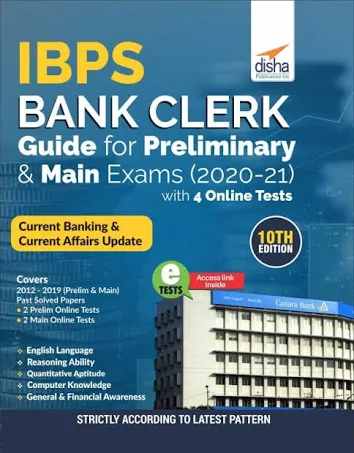 disha
Publication Inc
IBPS
BANK CLERK
Guide for Preliminary
& Main Exams (2020-21)
with 4 Online Tests
Current Banking &
Current Affairs Update
10TH
EDITION
Covers
2012 - 2019 (Prelim & Main)
Past Solved Papers
• 2 Prelim Online Tests
• 2 Main Online Tests
e
TESTS
Access link
Inside
Canara Bank
English Language
Reasoning Ability
Quantitative Aptitude
Computer Knowledge
General & Financial Awareness
STRICTLY ACCORDING TO LATEST PATTERN